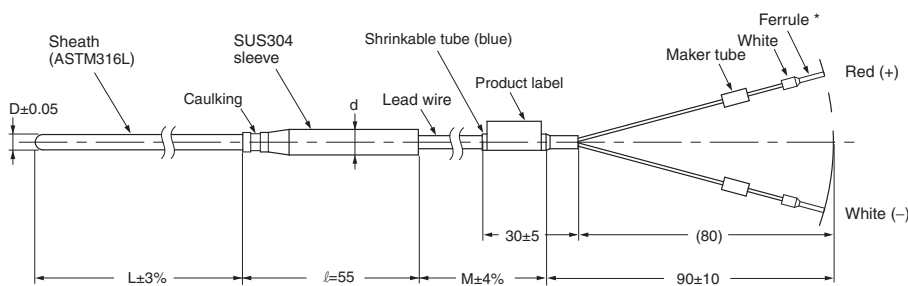 Sheath
(ASTM316L)
SUS304
sleeve
Shrinkable tube (blue)
Ferrule *
White
Maker tube
Red (+)
Product label
Caulking
d
Lead wire
D±0.05
White (–)
30±5
(80)
L±3%
ℓ=55
M±4%
90±10